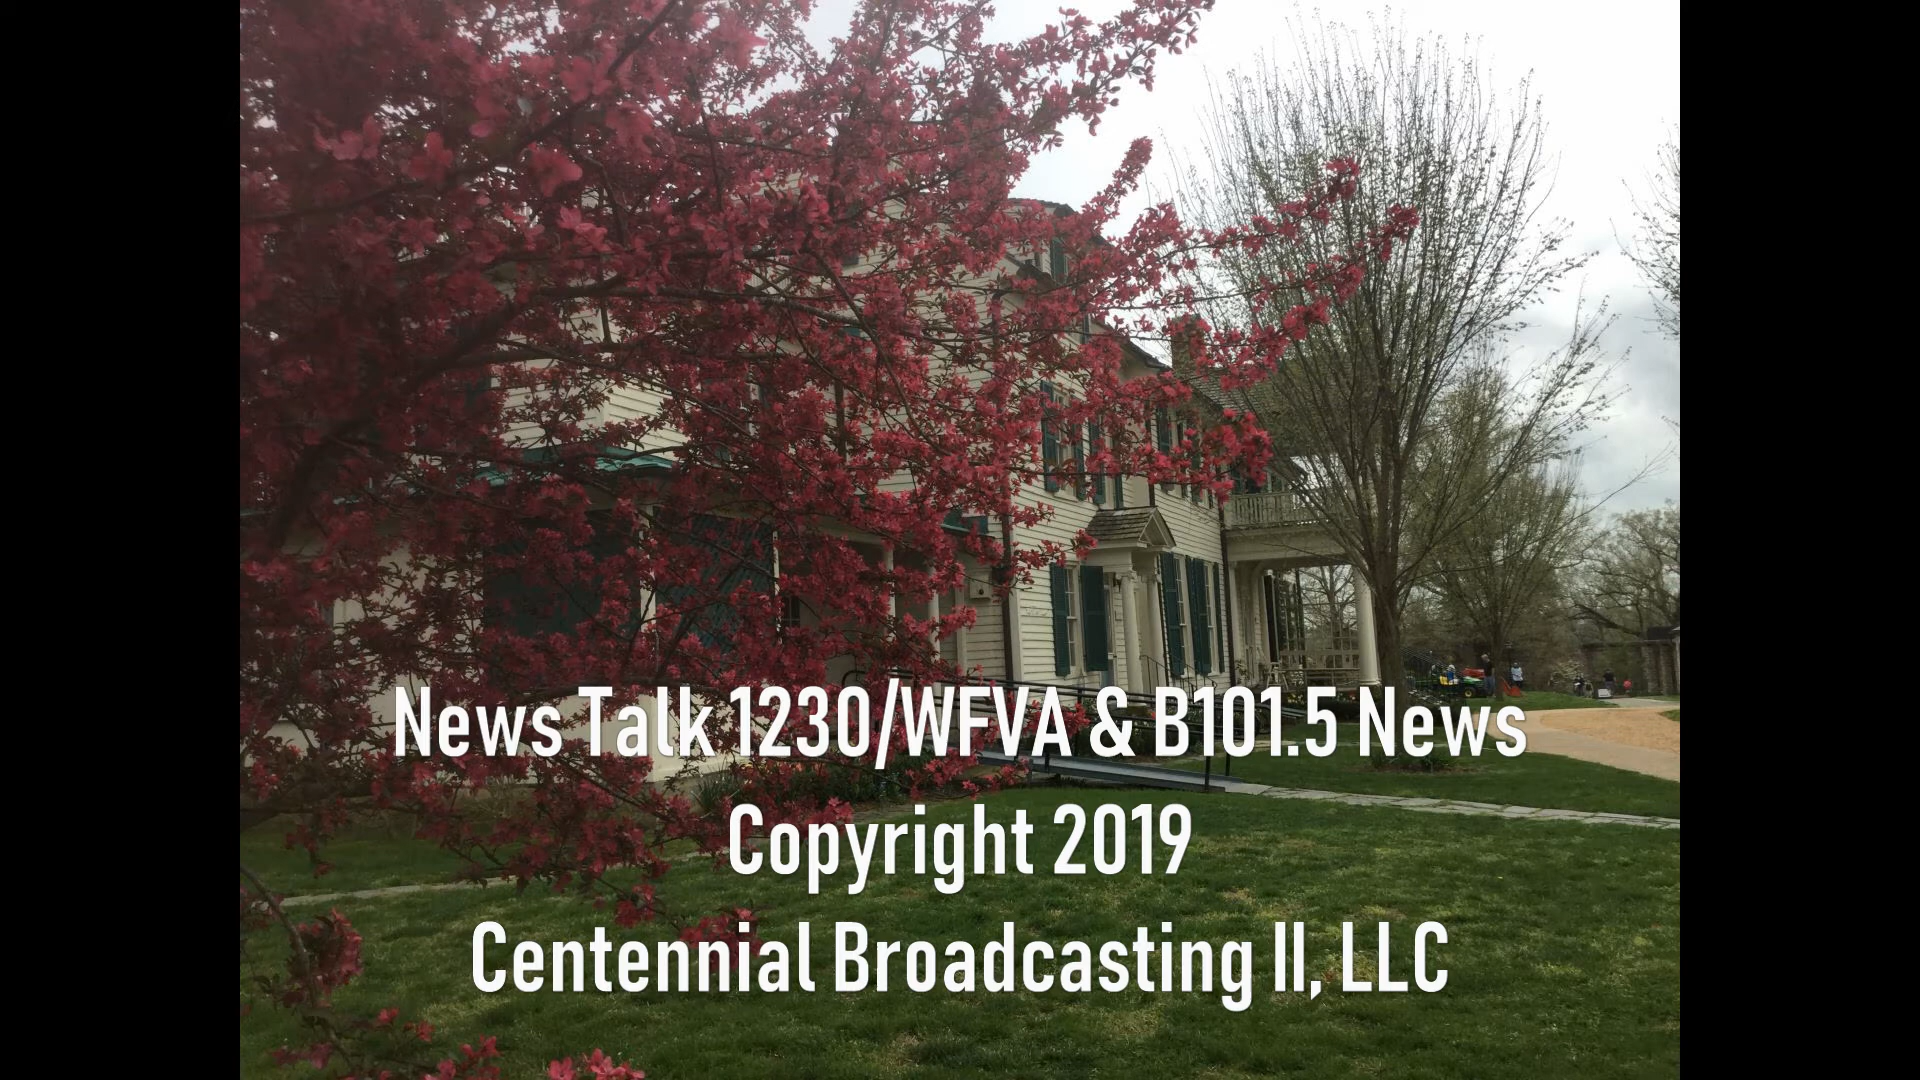 News Talk 1230/WFVA & B101.5 News
Copyright 2019
Centennial Broadcasting II, LLC